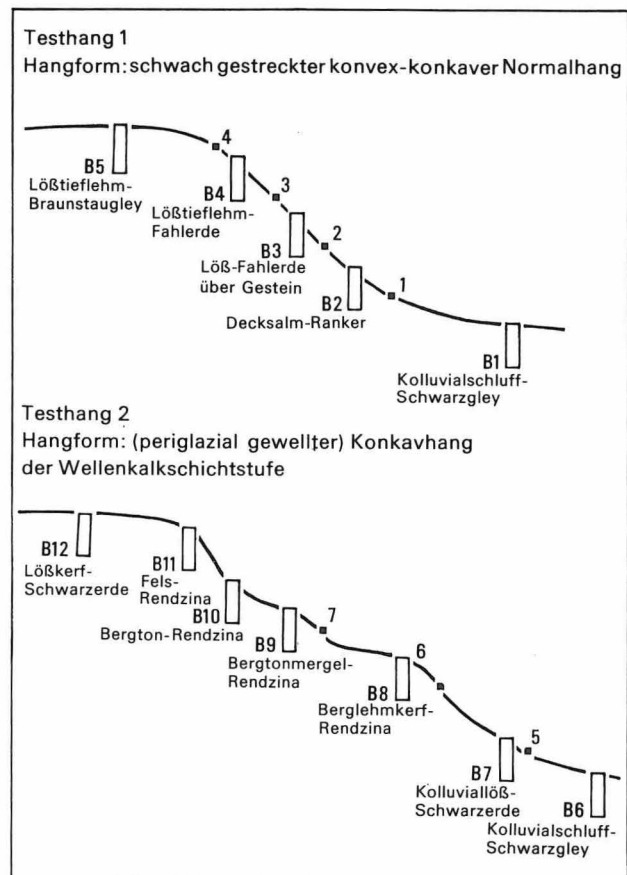 Testhang 1
Hangform: schwach gestreckter konvex-konkaver Normalhang
4
B5
Lößtieflehm-
Braunstaugley
B4
Lößtieflehm-
Fahlerde
3
B3
Löß-Fahlerde
über Gestein
2
B2
Decksalm-Ranker
1
B1
Kolluvialschluff-
Schwarzgley
Testhang 2
Hangform: (periglazial gewellter) Konkavhang
der Wellenkalkschichtstufe
B12
Lößkerf-
Schwarzerde
B11
Fels-
Rendzina
B10
Bergton-Rendzina
7
B9
Bergtonmergel-
Rendzina
6
B8
Berglehmkerf-
Rendzina
5
B7
Kolluviallöß-
Schwarzerde
B6
Kolluvialschluff-
Schwarzgley